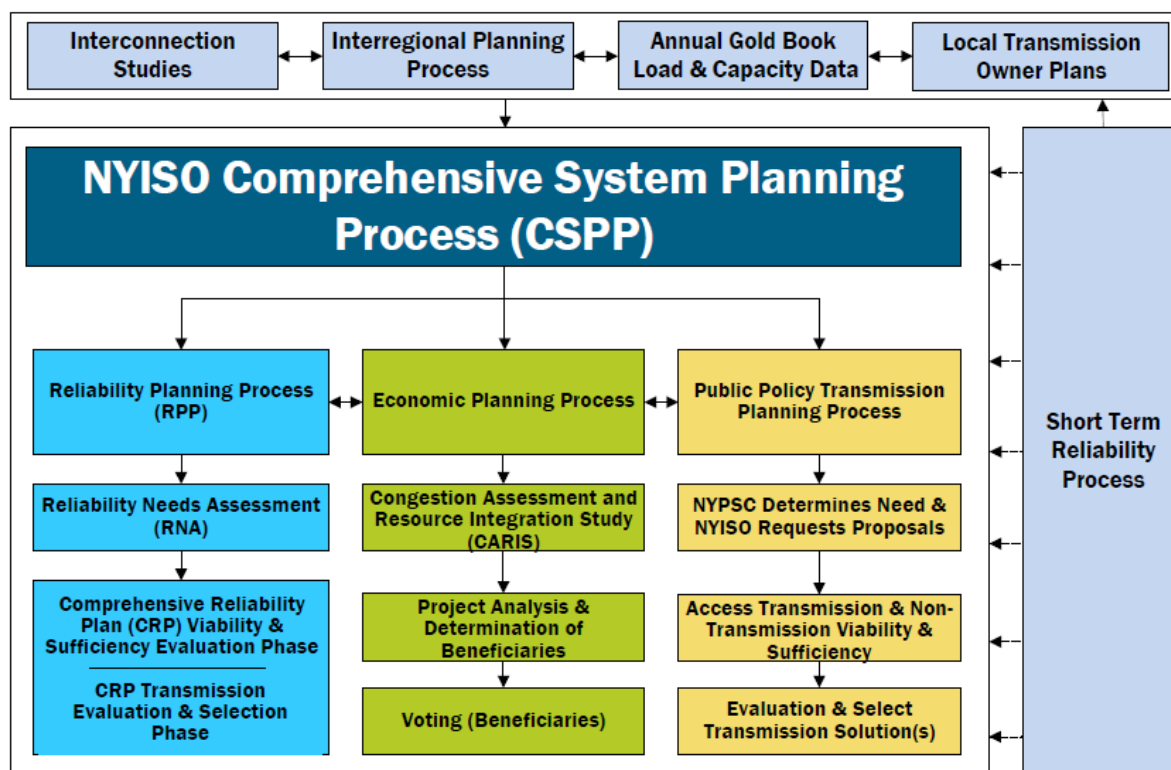 Interconnection
Studies
Interregional Planning
Process
Annual Gold Book
Load & Capacity Data
Local Transmission
Owner Plans
NYISO Comprehensive System Planning
Process (CSPP)
Reliability Planning Process
(RPP)
Economic Planning Process
Public Policy Transmission
Planning Process
Short Term
Reliability
Process
Reliability Needs Assessment
(RNA)
Congestion Assessment and
Resource Integration Study
(CARIS)
NYPSC Determines Need &
NYISO Requests Proposals
Comprehensive Reliability
Plan (CRP) Viability &
Sufficiency Evaluation Phase
CRP Transmission
Evaluation & Selection
Phase
Project Analysis &
Determination of
Beneficiaries
Access Transmission & Non-
Transmission Viability &
Sufficiency
Voting (Beneficiaries)
Evaluation & Select
Transmission Solution(s)